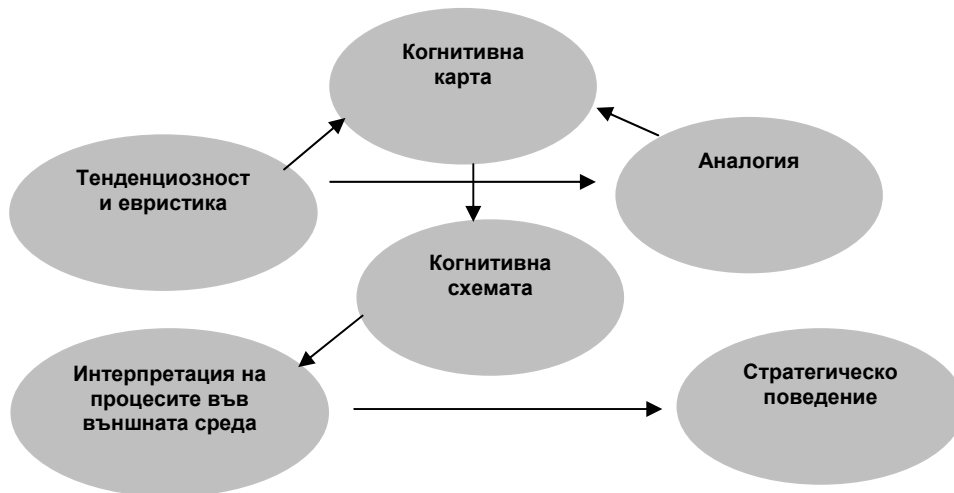 Когнитивна
карта
Тенденциозност
и евристика
Аналогия
Когнитивна
схемата
Интерпретация на
процесите във
външната среда
Стратегическо
поведение